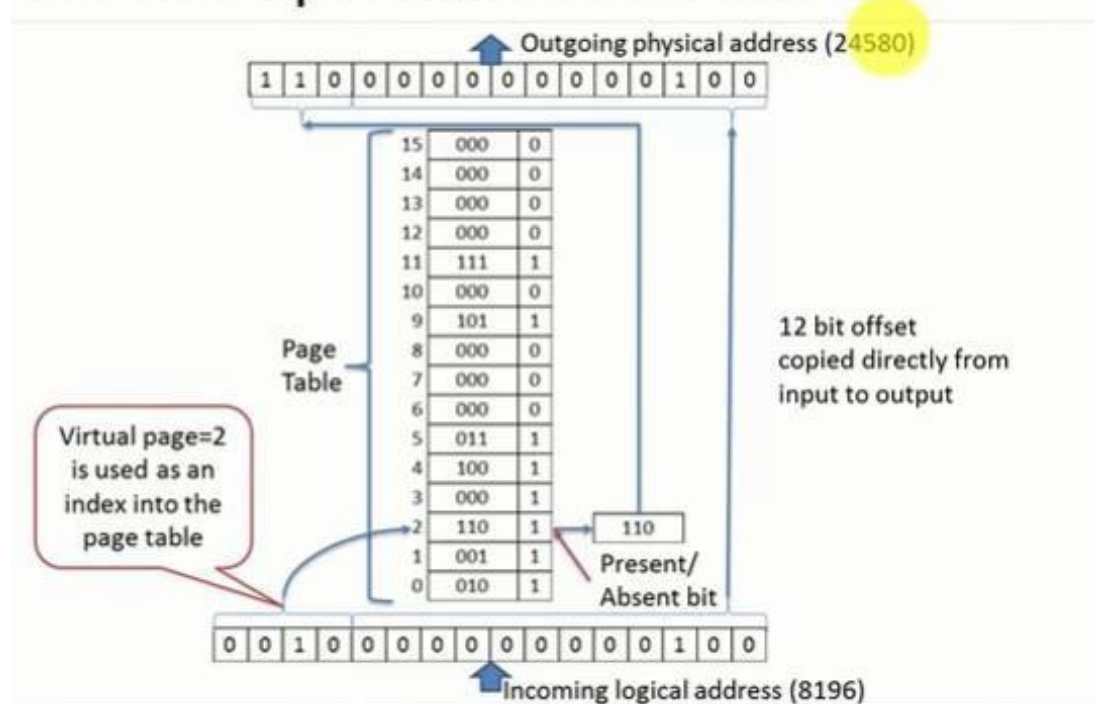 Outgoing physical address (24580)
1 1 0 0 0 0 0 0 0 0 0 0 1 0 0
15 000 0
14 000 0
13 000 0
12 000 0
11 111 1
10 000 0
9 101 1
8 000 0
7 000 0
6 000 0
5 011 1
4 100 1
3 000 1
2 110 1 110
1 001 1
0 010 1
Page
Table
12 bit offset
copied directly from
input to output
Virtual page=2
is used as an
index into the
page table
Present/
Absent bit
0 0 1 0 0 0 0 0 0 0 0 0 0 1 0 0
Incoming logical address (8196)